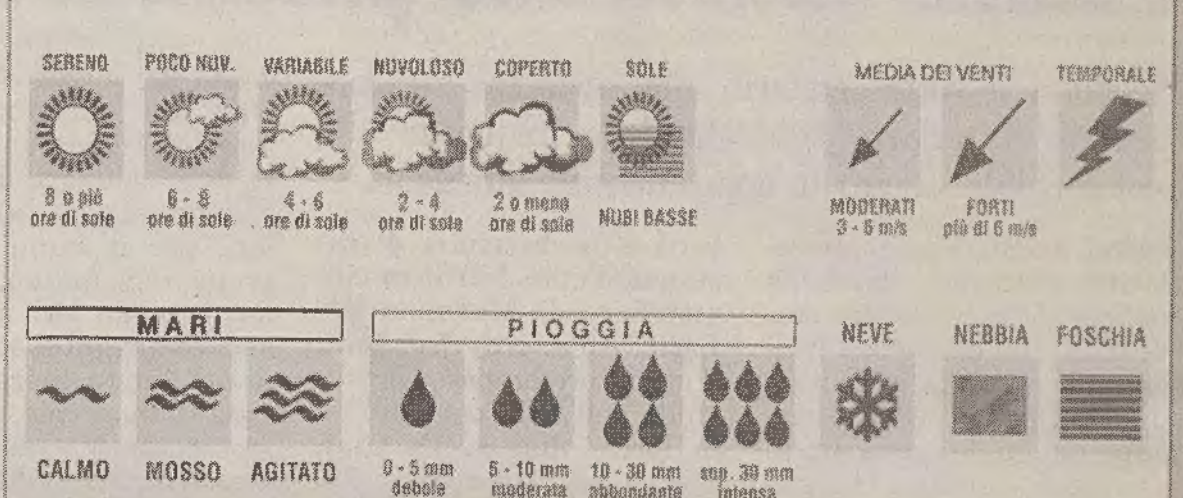 SERENO POCO NUV. VARIABILE NUVOLOSO COPERTO SOLE MEDIA DEI VENTI TEMPORALE
8 o più 6 - 8 4 - 6 2 - 4 2 o meno
ore di sole ore di sole ore di sole ore di sole ore di sole NUBI BASSE
MODERATI FORTI
3 - 6 m/s più di 6 m/s
MARI PIOGGIA NEVE NEBBIA FOSCHIA
CALMO MOSSO AGITATO 0 - 5 mm 5 - 10 mm 10 - 30 mm sup. 30 mm
debole moderata abbondante intensa